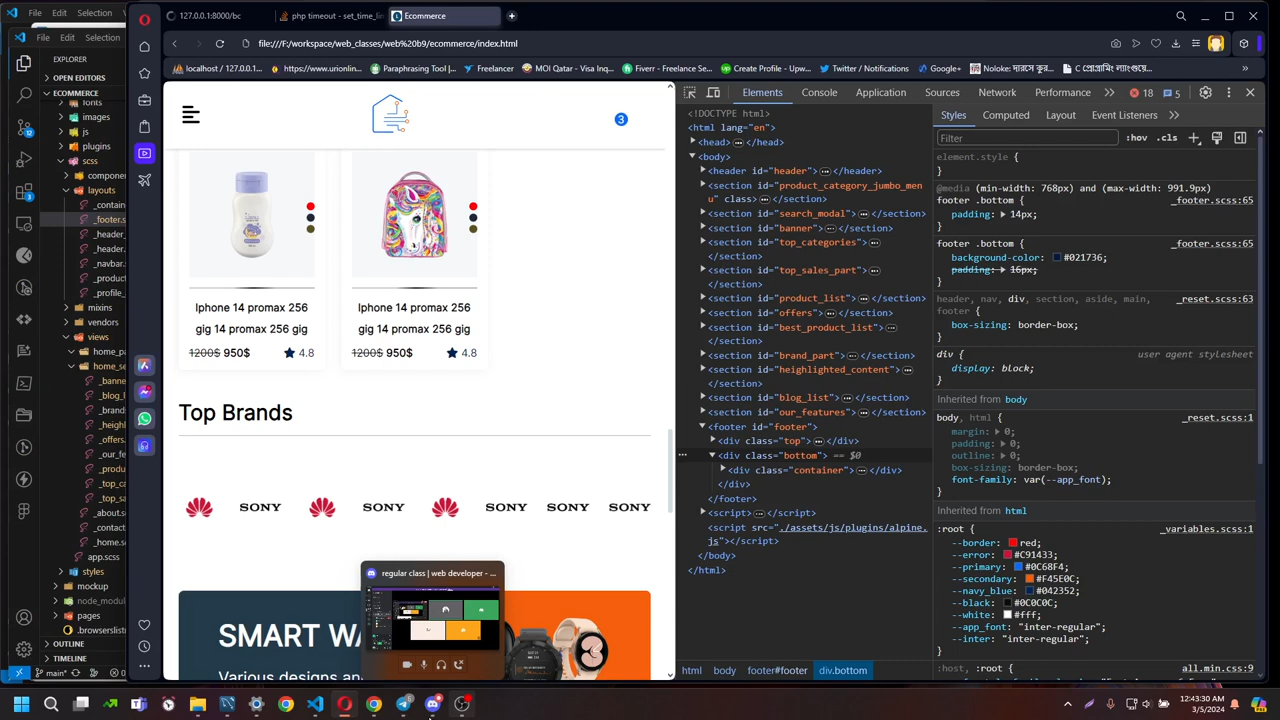 File Edit Selection
File Edit Selection
127.0.0.1:8000/bc
php timeout - set_time_lin
Ecommerce
file:///F:/workspace/web_classes/web%20b9/ecommerce/index.html
localhost / 127.0.0.1...
https://www.urionlin...
Paraphrasing Tool |...
Freelancer
MOI Qatar - Visa Inq...
Fiverr - Freelance Se...
Create Profile - Upw...
Twitter / Notifications
Google+
EXPLORER
OPEN EDITORS
ECOMMERCE
fonts
images
js
plugins
scss
layouts
_contain
_footer.s
_header_
_header.
_navbar.
_product
_profile_
mixins
vendors
views
home_pa
home_se
_banne
_blog_l
_brand
_heighl
_offers.
_our_fe
_produ
_top_ca
_top_sa
_about.sc
_contact
_home.sc
app.scss
styles
mockup
node_modul
pages
.browserslist
OUTLINE
TIMELINE
main*
3
Iphone 14 promax 256
gig 14 promax 256 gig
1200$ 950$ 4.8
Iphone 14 promax 256
gig 14 promax 256 gig
1200$ 950$ 4.8
Top Brands
SONY SONY SONY SONY SONY
SMART WA
Various designs and
regular class | web developer - ...
Elements Console Application Sources Network Performance 18 5
<!DOCTYPE html>
<html lang="en">
<head> </head>
<body>
<header id="header"> </header>
<section id="product_category_jumbo_men
u" class> </section>
<section id="search_modal"> </section>
<section id="banner"> </section>
<section id="top_categories">
</section>
<section id="top_sales_part">
</section>
<section id="product_list"> </section>
<section id="offers"> </section>
<section id="best_product_list">
</section>
<section id="brand_part"> </section>
<section id="heighlighted_content">
</section>
<section id="blog_list"> </section>
<section id="our_features"> </section>
<footer id="footer">
<div class="top"> </div>
<div class="bottom"> == $0
<div class="container"> </div>
</div>
</footer>
<script> </script>
<script src="./assets/js/plugins/alpine.
js"></script>
</body>
</html>
html body footer#footer div.bottom
Styles Computed Layout Event Listeners
Filter :hov .cls
element.style {
}
@media (min-width: 768px) and (max-width: 991.9px)
footer .bottom { _footer.scss:65
padding: 14px;
}
footer .bottom { _footer.scss:65
background-color: #021736;
padding: 16px;
}
header, nav, div, section, aside, main, _reset.scss:63
footer {
box-sizing: border-box;
}
div { user agent stylesheet
display: block;
}
Inherited from body
body, html { _reset.scss:1
margin: 0;
padding: 0;
outline: 0;
box-sizing: border-box;
font-family: var(--app_font);
}
Inherited from html
:root { _variables.scss:1
--border: red;
--error: #C91433;
--primary: #0C68F4;
--secondary: #F45E0C;
--navy_blue: #042352;
--black: #0C0C0C;
--white: #fff;
--app_font: "inter-regular";
--inter: "inter-regular";
}
:host, :root { all.min.css:9
12:43:30 AM
3/5/2024